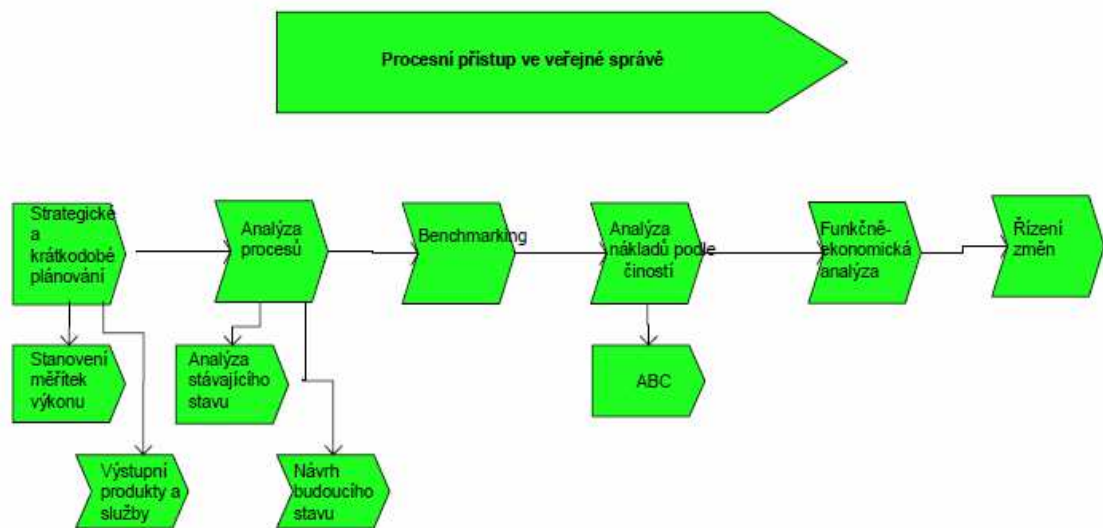 Procesní přístup ve veřejné správě
Strategické
a
krátkodobé
plánování
Analýza
procesů
Benchmarking
Analýza
nákladů podle
čiností
Funkčně-
ekonomická
analýza
Řízení
změn
Stanovení
měřítek
výkonu
Analýza
stávajícího
stavu
ABC
Výstupní
produkty a
služby
Návrh
budoucího
stavu